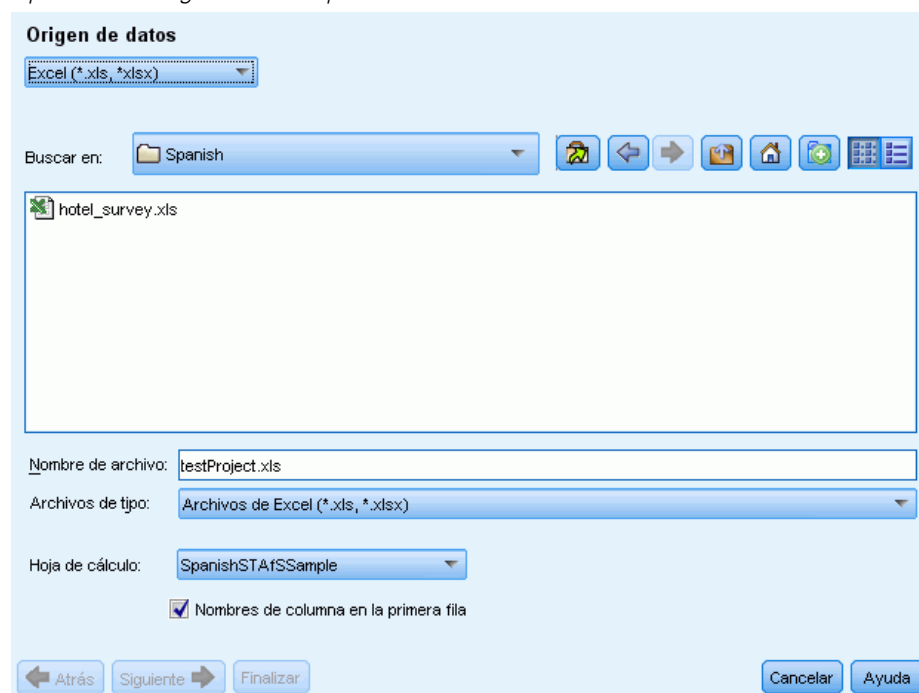 Origen de datos
Excel (*.xls, *xlsx)
Buscar en: Spanish
hotel_survey.xls
Nombre de archivo: testProject.xls
Archivos de tipo: Archivos de Excel (*.xls, *.xlsx)
Hoja de cálculo: SpanishSTAfSSample
Nombres de columna en la primera fila
Atrás Siguiente Finalizar Cancelar Ayuda